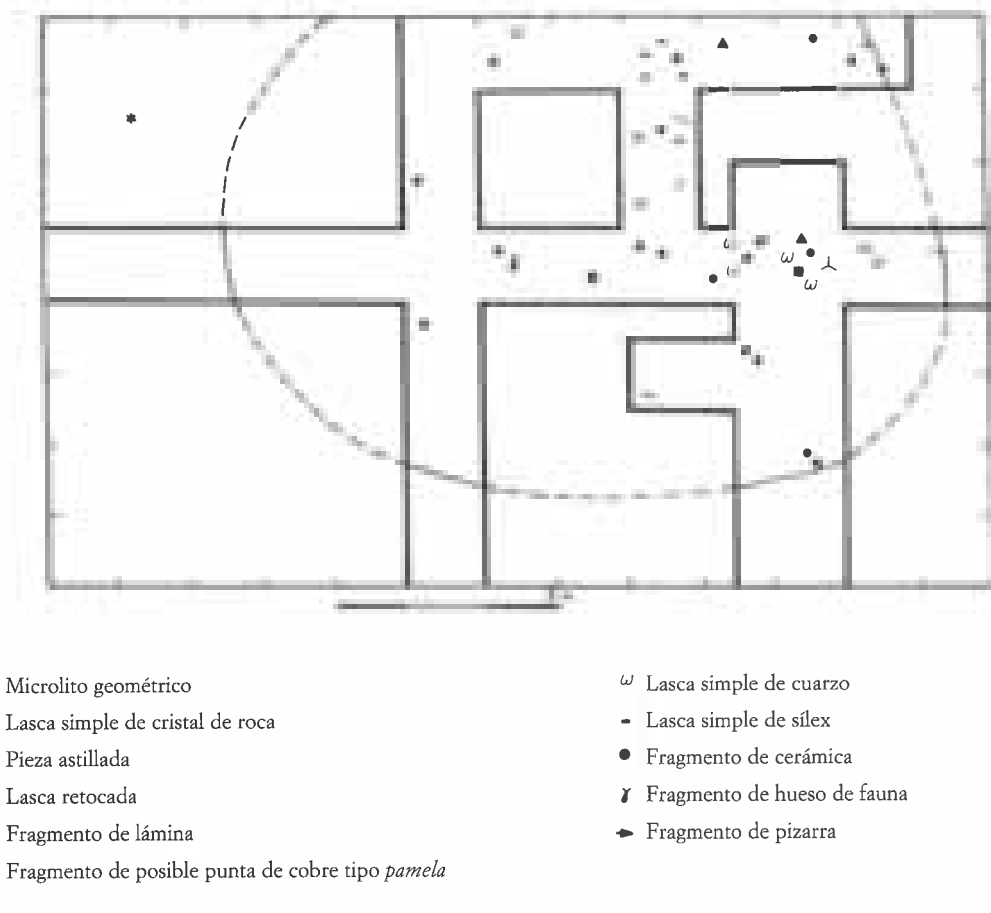 Microlito geométrico
Lasca simple de cristal de roca
Pieza astillada
Lasca retocada
Fragmento de lámina
Fragmento de posible punta de cobre tipo pamela
Lasca simple de cuarzo
Lasca simple de sílex
Fragmento de cerámica
Fragmento de hueso de fauna
Fragmento de pizarra